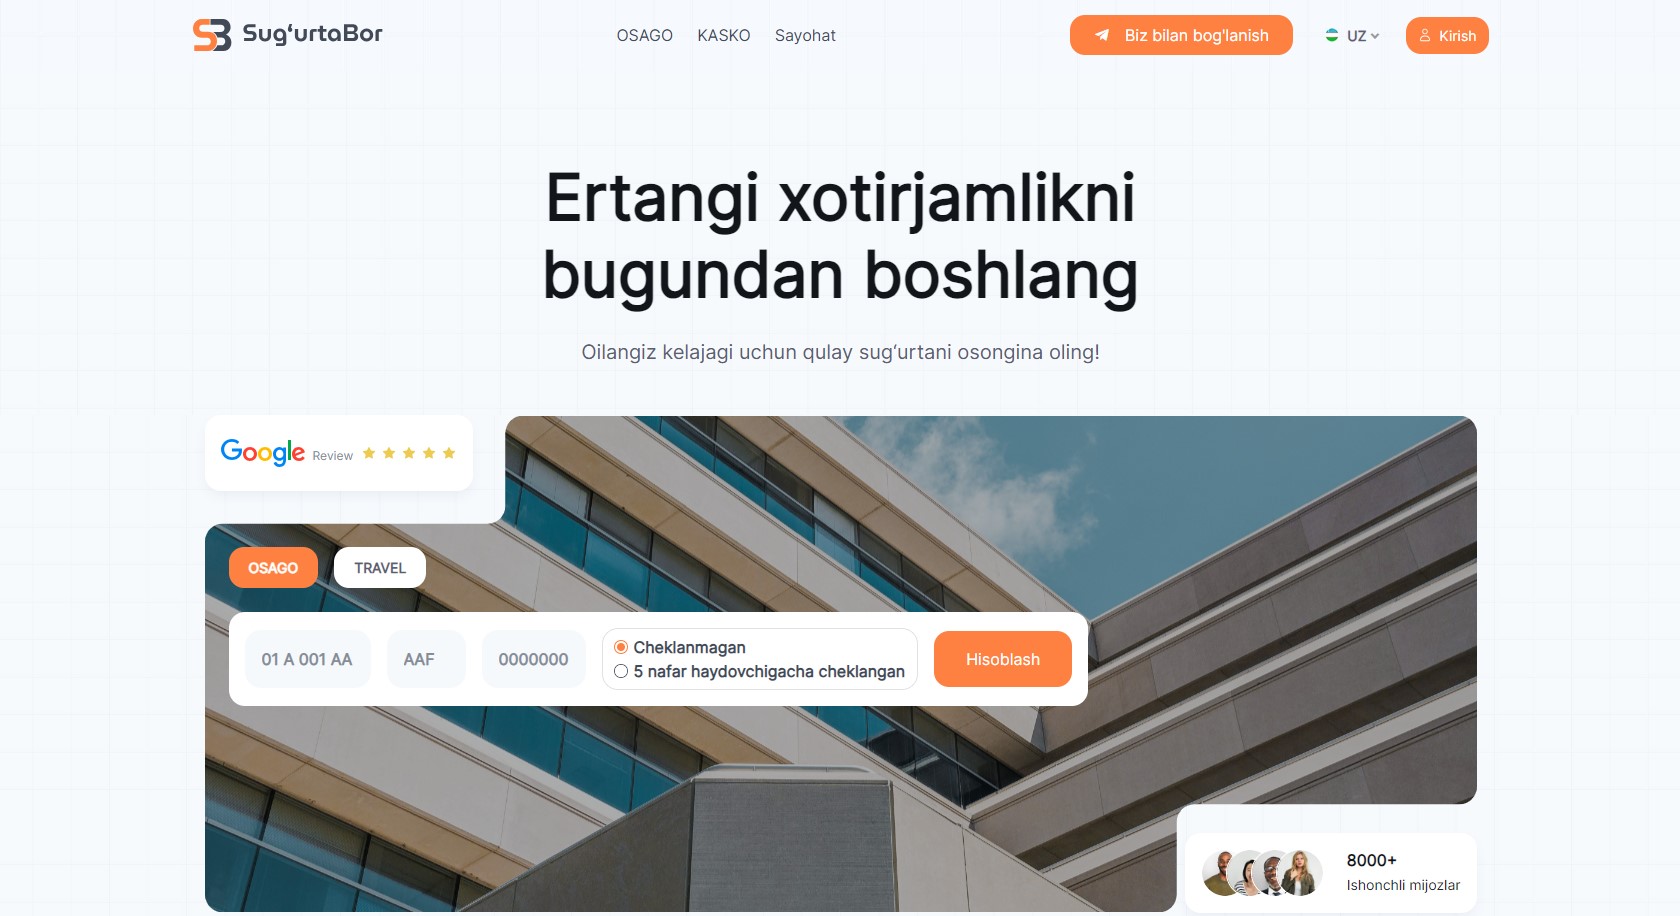 Sug‘urtaBor
OSAGO KASKO Sayohat
Biz bilan bog'lanish
UZ
Kirish
Ertangi xotirjamlikni
bugundan boshlang
Oilangiz kelajagi uchun qulay sug‘urtani osongina oling!
Google Review
OSAGO
TRAVEL
01 A 001 AA
AAF
0000000
Cheklanmagan
5 nafar haydovchigacha cheklangan
Hisoblash
8000+
Ishonchli mijozlar